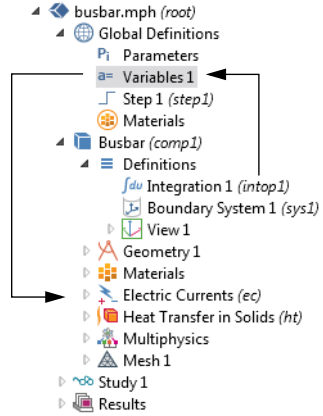 busbar.mph (root)
Global Definitions
Pi Parameters
a= Variables 1
Step 1 (step1)
Materials
Busbar (comp1)
Definitions
∫du Integration 1 (intop1)
Boundary System 1 (sys1)
View 1
Geometry 1
Materials
Electric Currents (ec)
Heat Transfer in Solids (ht)
Multiphysics
Mesh 1
Study 1
Results